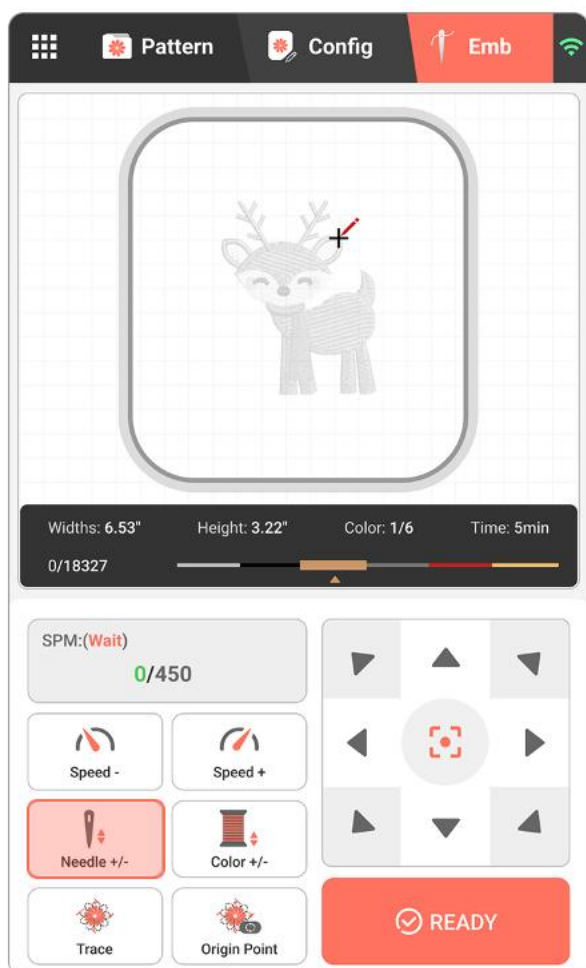 Pattern
Config
Emb
Widths: 6.53" Height: 3.22" Color: 1/6 Time: 5min
0/18327
SPM:(Wait)
0/450
Speed - Speed +
Needle +/- Color +/-
Trace Origin Point
READY